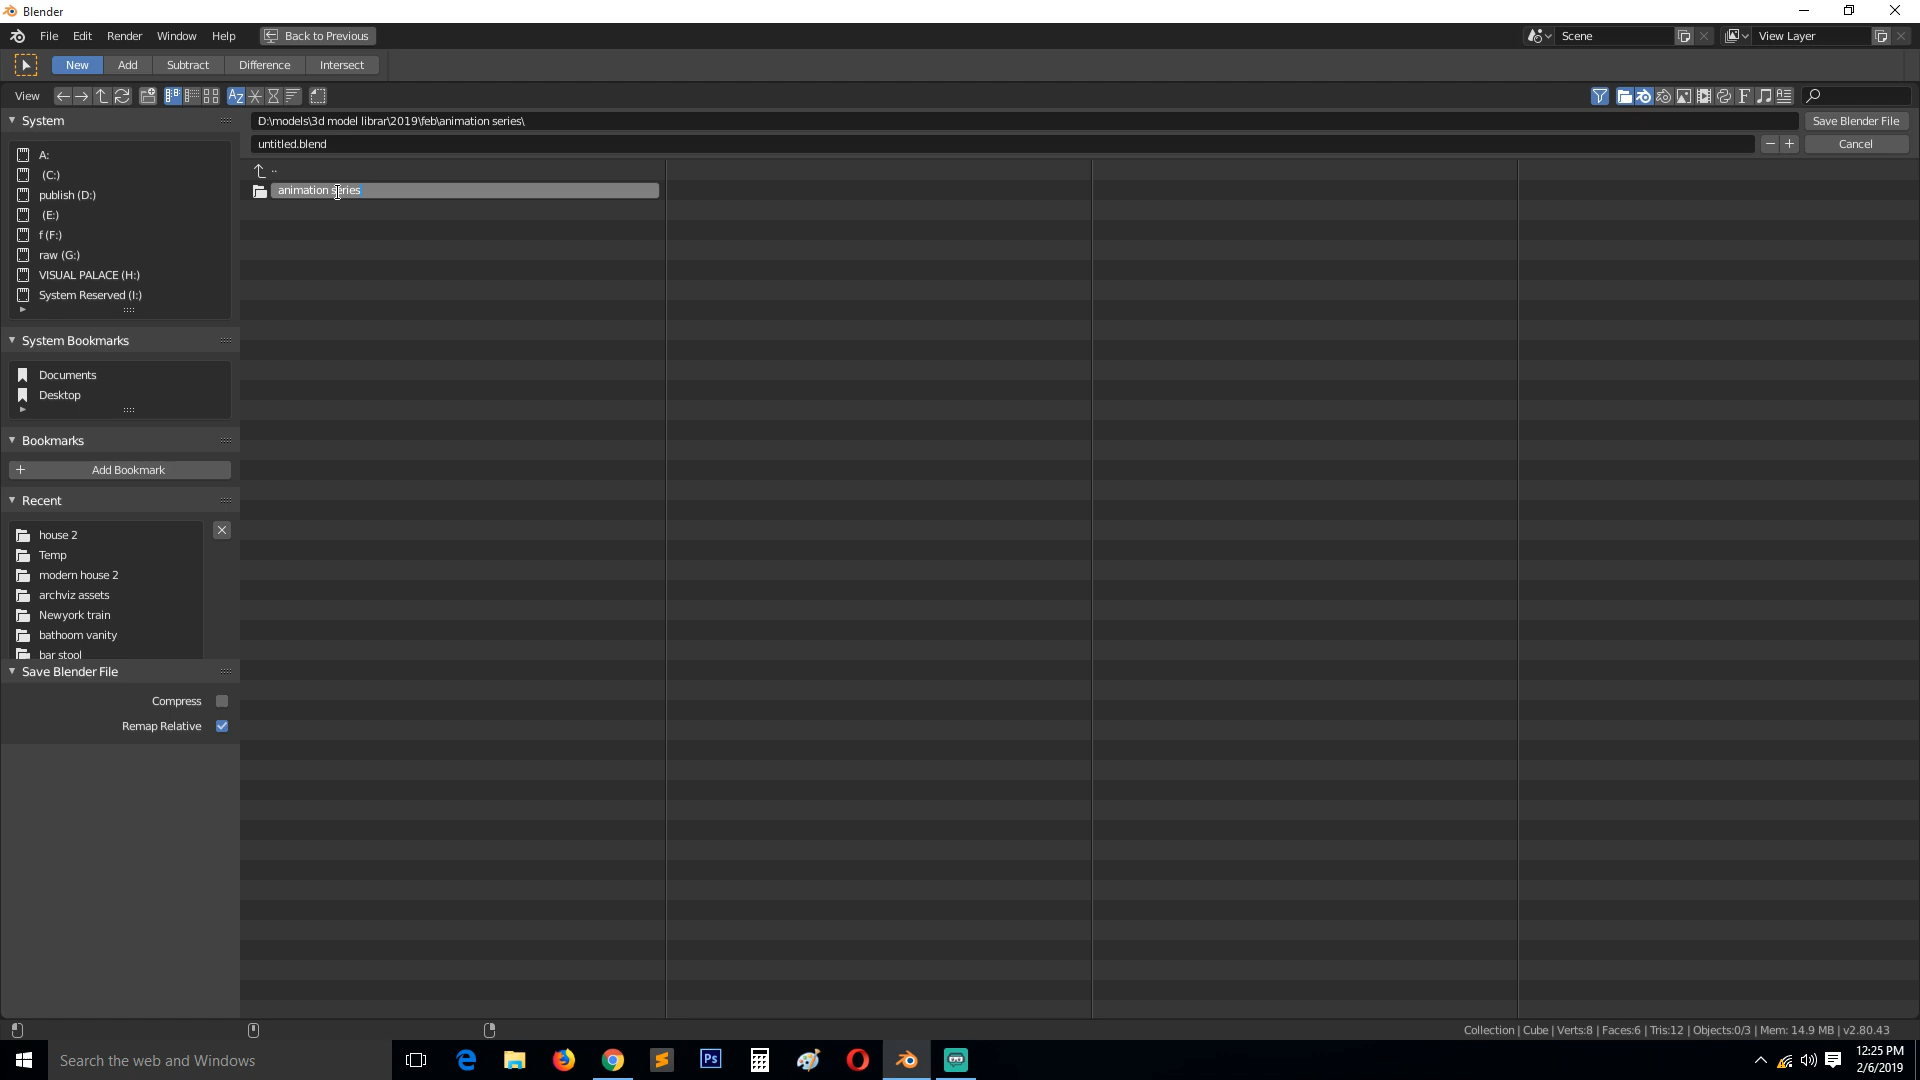 Blender
File Edit Render Window Help Back to Previous Scene View Layer
New Add Subtract Difference Intersect
View
System
D:\models\3d model librar\2019\feb\animation series\
Save Blender File
untitled.blend
Cancel
..
animation series
A:
(C:)
publish (D:)
(E:)
f (F:)
raw (G:)
VISUAL PALACE (H:)
System Reserved (I:)
System Bookmarks
Documents
Desktop
Bookmarks
Add Bookmark
Recent
house 2
Temp
modern house 2
archviz assets
Newyork train
bathoom vanity
bar stool
Save Blender File
Compress
Remap Relative
Collection | Cube | Verts:8 | Faces:6 | Tris:12 | Objects:0/3 | Mem: 14.9 MB | v2.80.43
Search the web and Windows
Ps
12:25 PM
2/6/2019